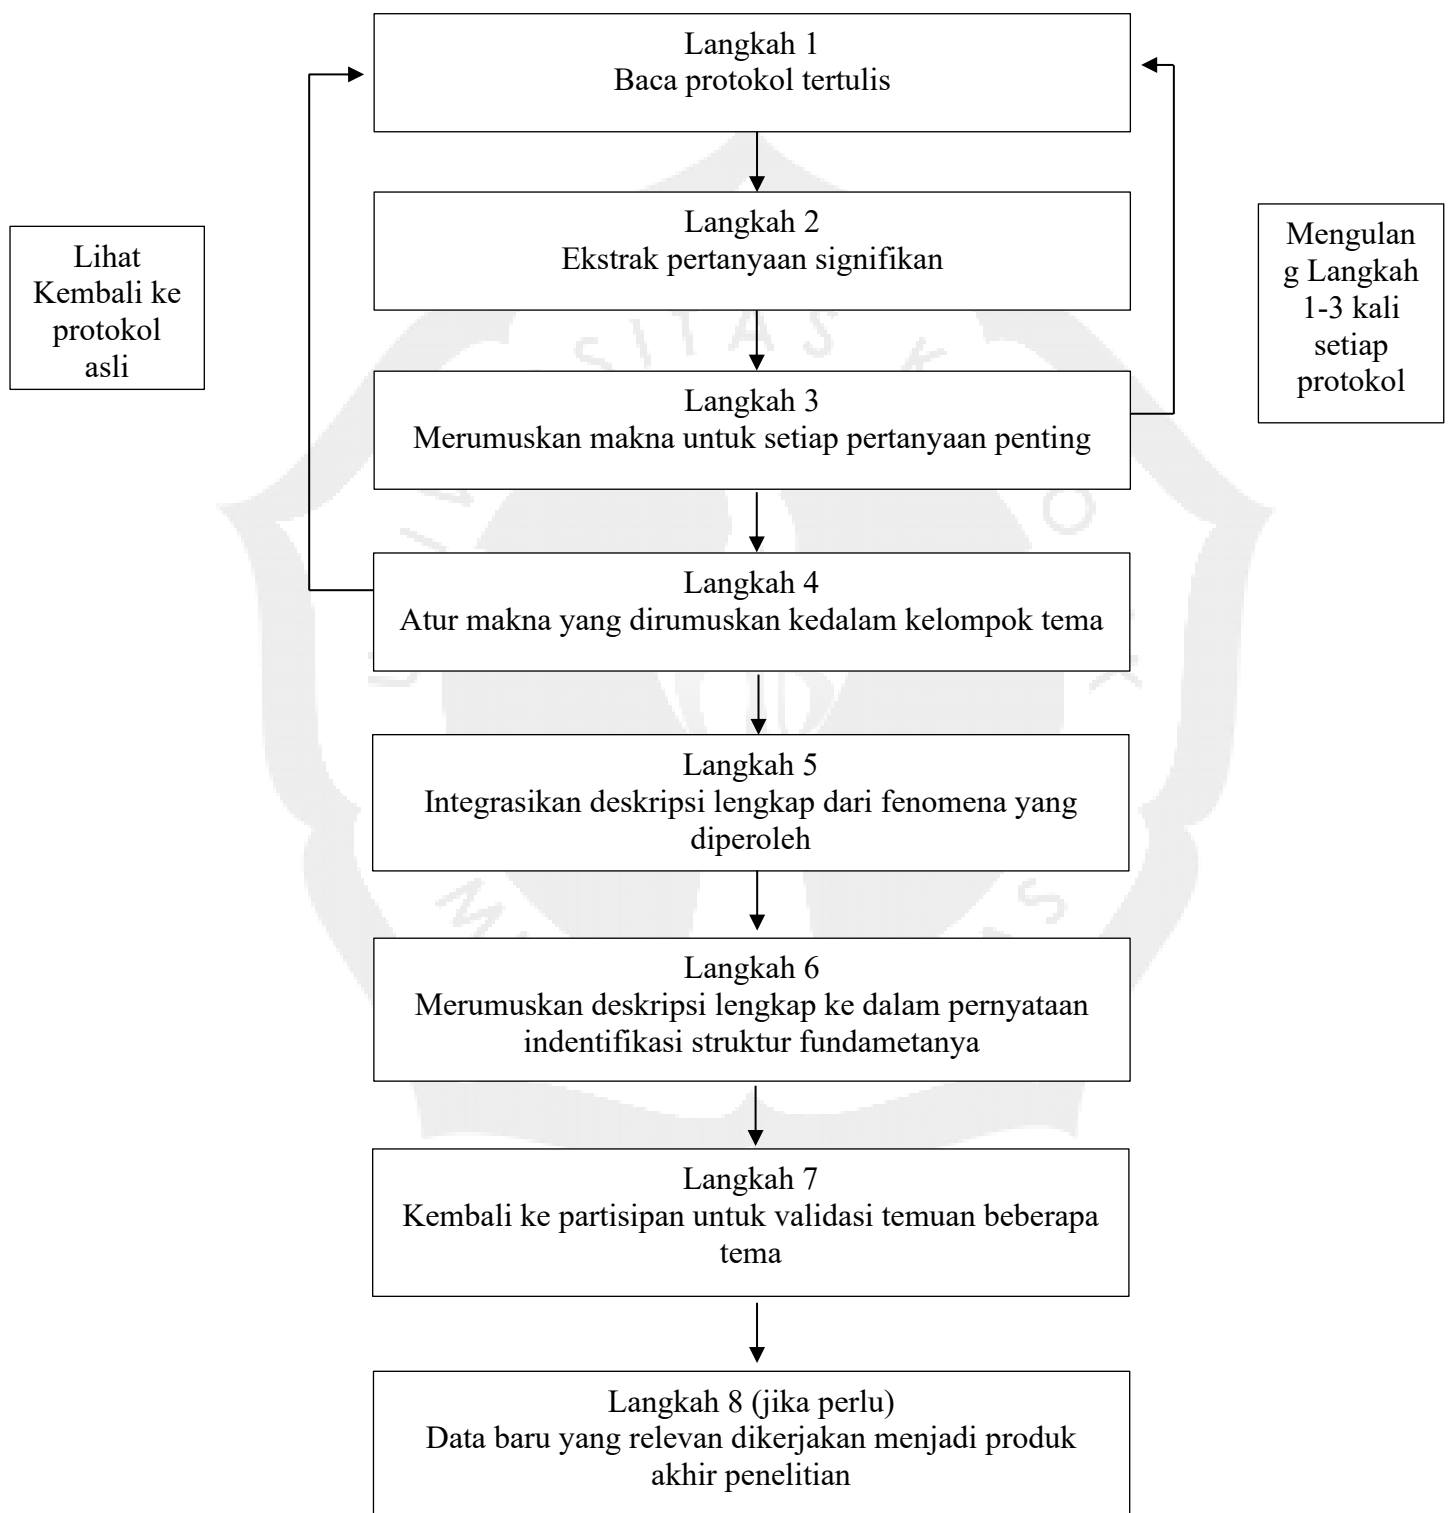 Langkah 1
Baca protokol tertulis
Langkah 2
Ekstrak pertanyaan signifikan
Lihat
Kembali ke
protokol
asli
Mengulan
g Langkah
1-3 kali
setiap
protokol
Langkah 3
Merumuskan makna untuk setiap pertanyaan penting
Langkah 4
Atur makna yang dirumuskan kedalam kelompok tema
Langkah 5
Integrasikan deskripsi lengkap dari fenomena yang
diperoleh
Langkah 6
Merumuskan deskripsi lengkap ke dalam pernyataan
indentifikasi struktur fundametanya
Langkah 7
Kembali ke partisipan untuk validasi temuan beberapa
tema
Langkah 8 (jika perlu)
Data baru yang relevan dikerjakan menjadi produk
akhir penelitian